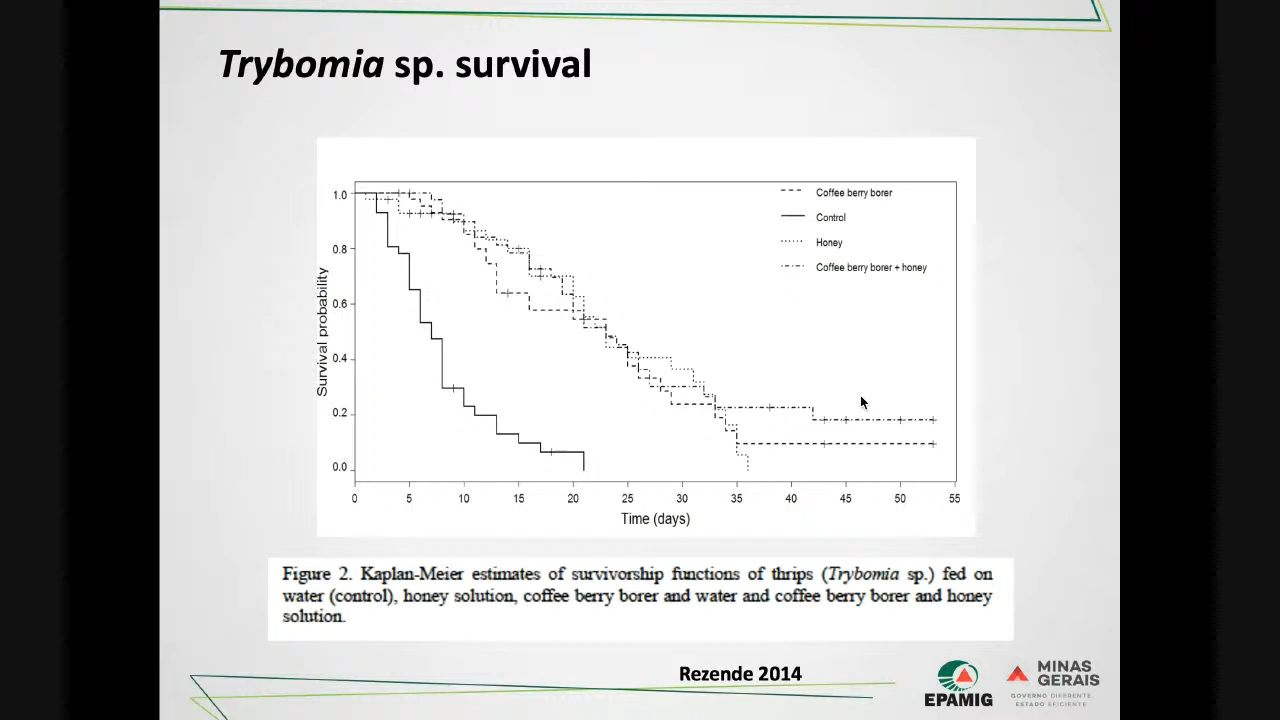 Trybomia sp. survival
1.0
0.8
0.6
0.4
0.2
0.0
Survival probability
Coffee berry borer
Control
Honey
Coffee berry borer + honey
0 5 10 15 20 25 30 35 40 45 50 55
Time (days)
Figure 2. Kaplan-Meier estimates of survivorship functions of thrips (Trybomia sp.) fed on
water (control), honey solution, coffee berry borer and water and coffee berry borer and honey
solution.
Rezende 2014
EPAMIG
MINAS
GERAIS
GOVERNO DIFERENTE.
ESTADO EFICIENTE.